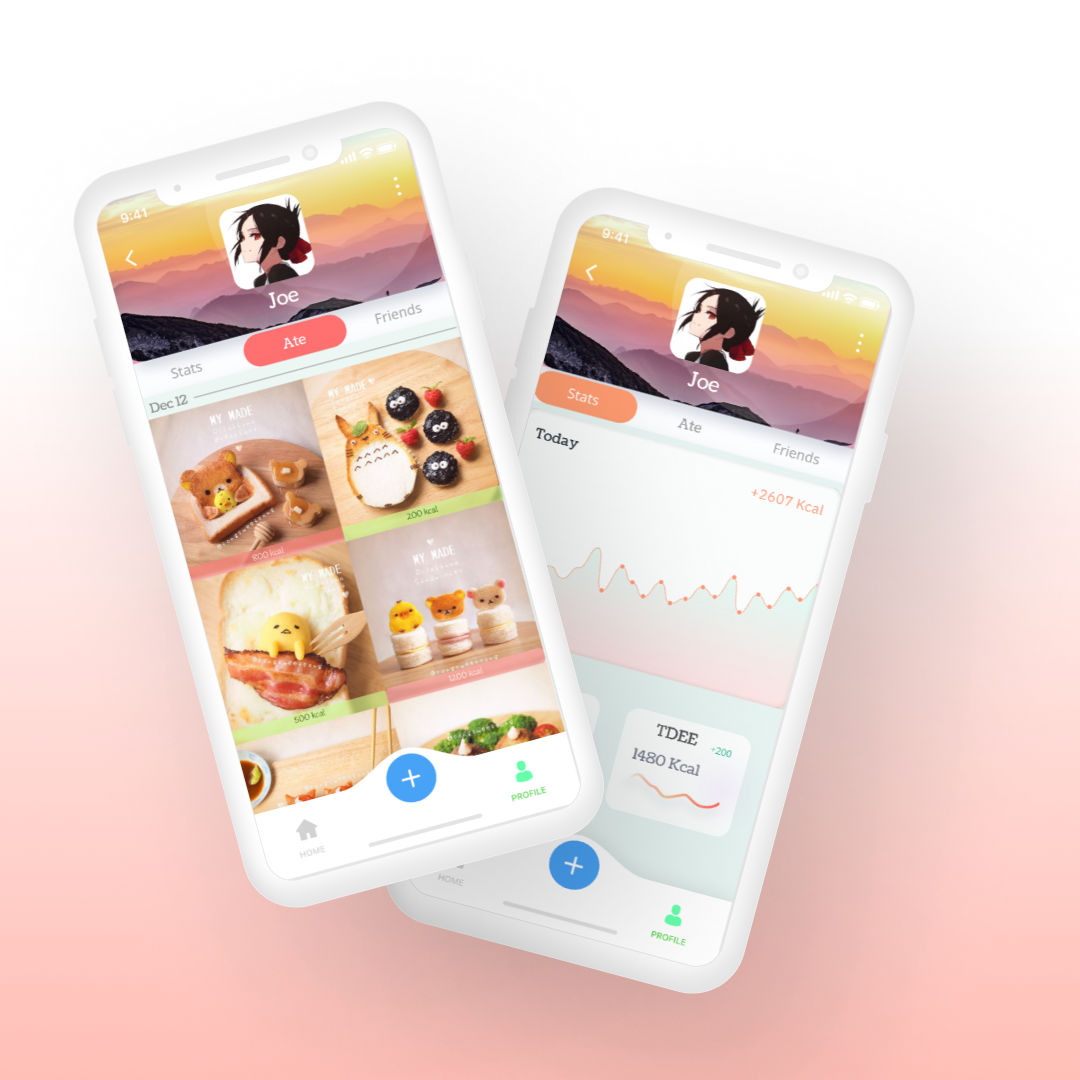 9:41
Joe
Stats
Ate
Friends
Dec 12
MY MADE
MY MADE
800 kcal
200 kcal
MY MADE
MY MADE
500 kcal
1200 kcal
HOME
PROFILE
9:41
Joe
Stats
Ate
Friends
Today
+2607 Kcal
TDEE
+200
1480 Kcal
HOME
PROFILE